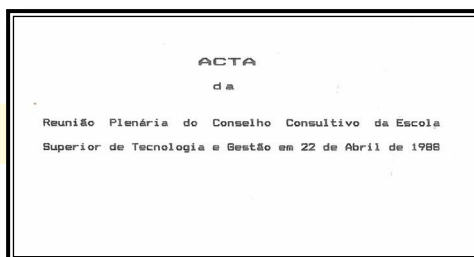 ACTA
da
Reunião Plenária do Conselho Consultivo da Escola
Superior de Tecnologia e Gestão em 22 de Abril de 1988